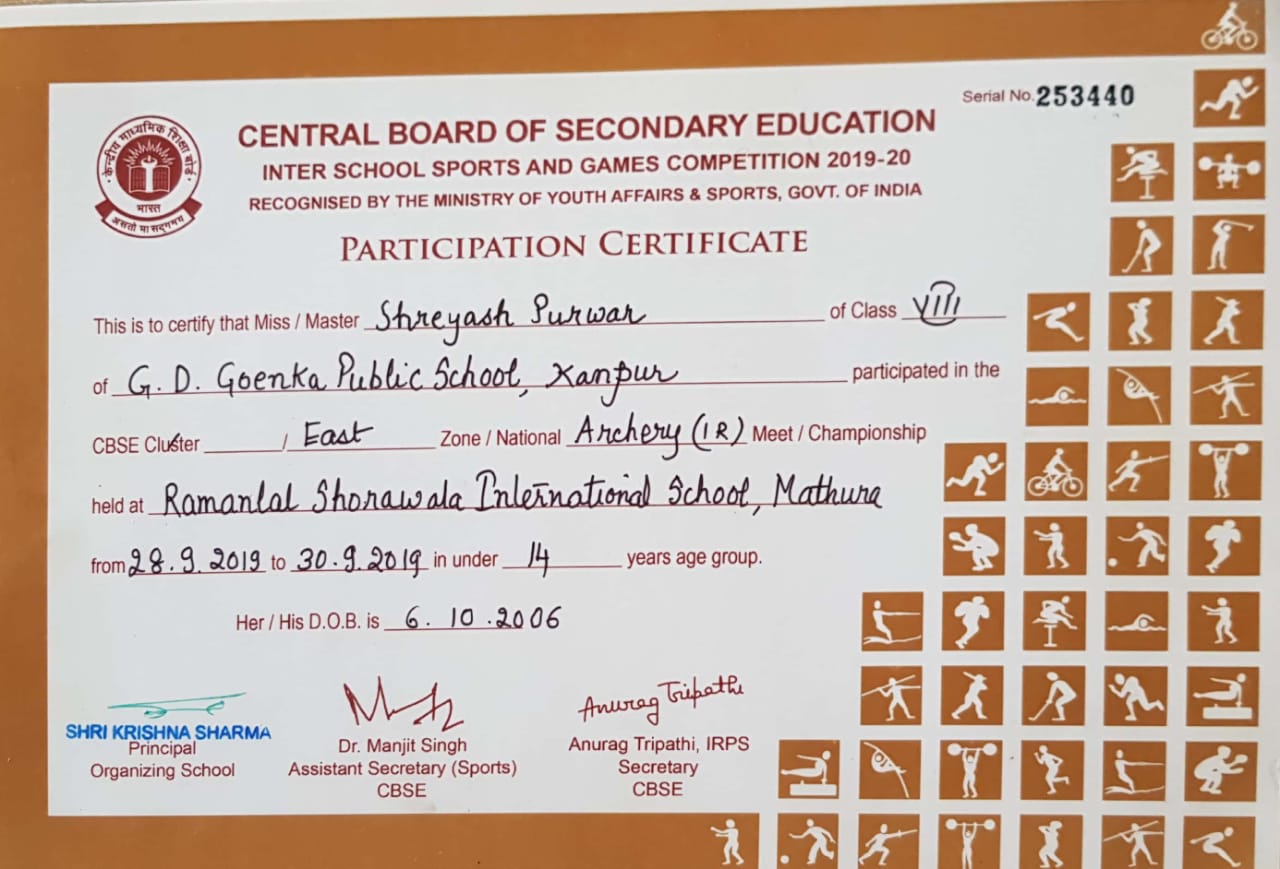 Serial No. 253440
केन्द्रीय माध्यमिक शिक्षा बोर्ड
भारत
असतो मा सद्गमय
CENTRAL BOARD OF SECONDARY EDUCATION
INTER SCHOOL SPORTS AND GAMES COMPETITION 2019-20
RECOGNISED BY THE MINISTRY OF YOUTH AFFAIRS & SPORTS, GOVT. OF INDIA
PARTICIPATION CERTIFICATE
This is to certify that Miss / Master Shreyash Purwar of Class VIII
of G. D. Goenka Public School, Kanpur participated in the
CBSE Cluster / East Zone / National Archery (IR) Meet / Championship
held at Ramanlal Shorawala International School, Mathura
from 28.9.2019 to 30.9.2019 in under 14 years age group.
Her / His D.O.B. is 6.10.2006
Anurag Tripathi
SHRI KRISHNA SHARMA
Principal
Organizing School
Dr. Manjit Singh
Assistant Secretary (Sports)
CBSE
Anurag Tripathi, IRPS
Secretary
CBSE